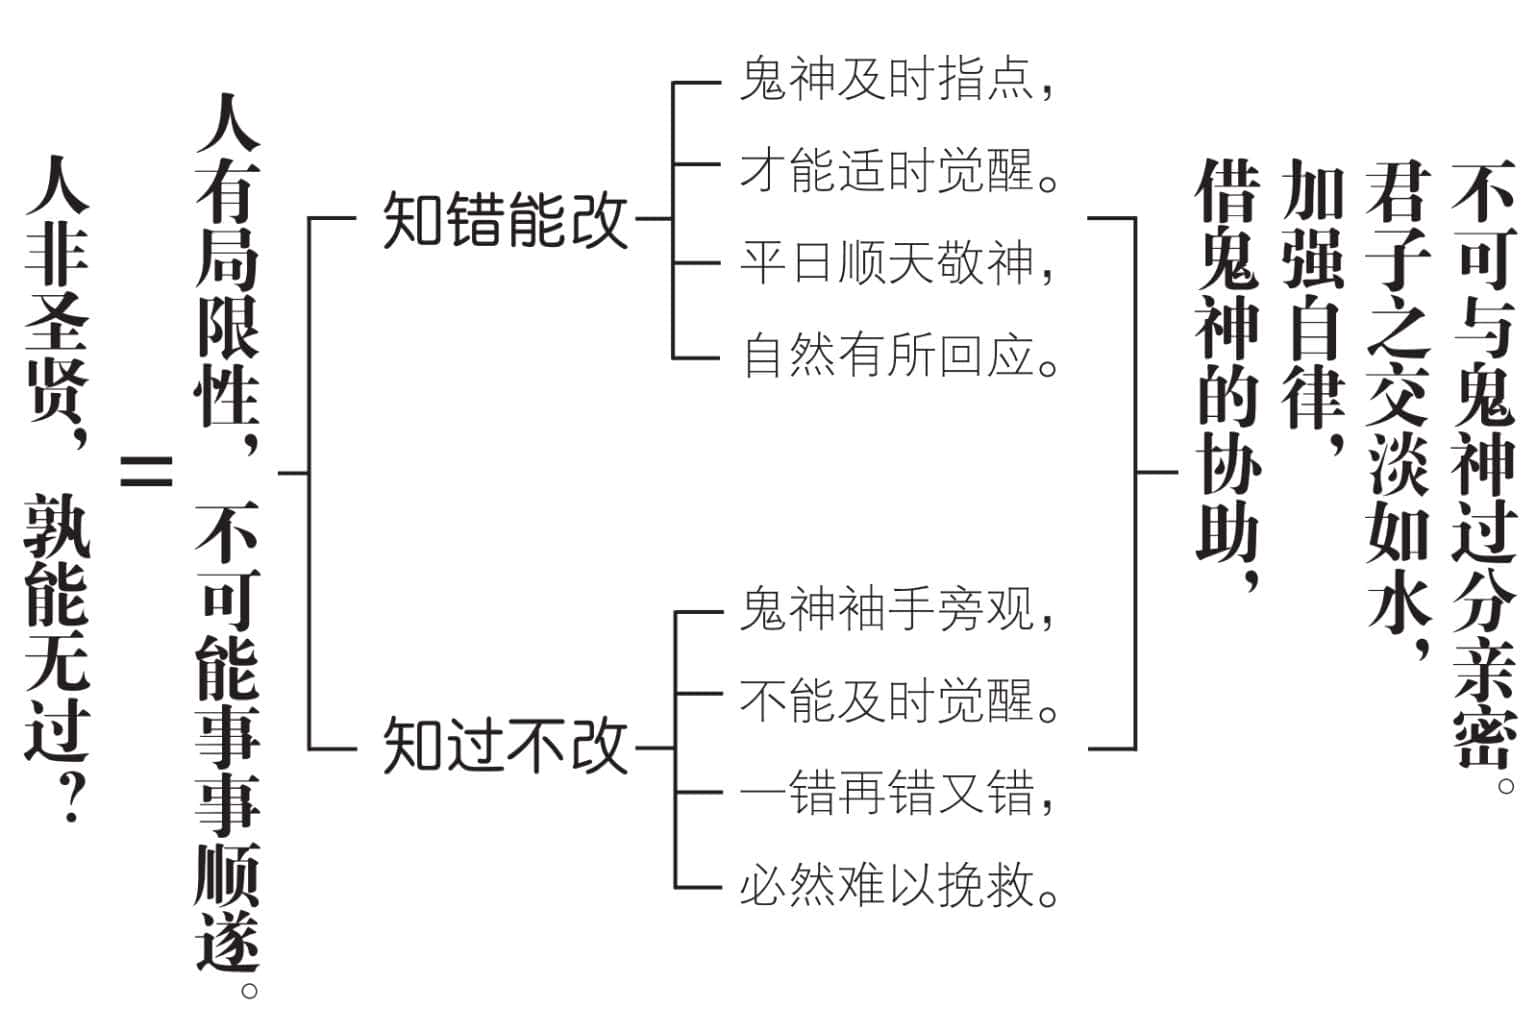 人非圣贤，孰能无过？
=
人有局限性，不可能事事顺遂。
知错能改
鬼神及时指点，
才能适时觉醒。
平日顺天敬神，
自然有所回应。
知过不改
鬼神袖手旁观，
不能及时觉醒。
一错再错又错，
必然难以挽救。
借鬼神的协助，
加强自律，
君子之交淡如水，
不可与鬼神过分亲密。